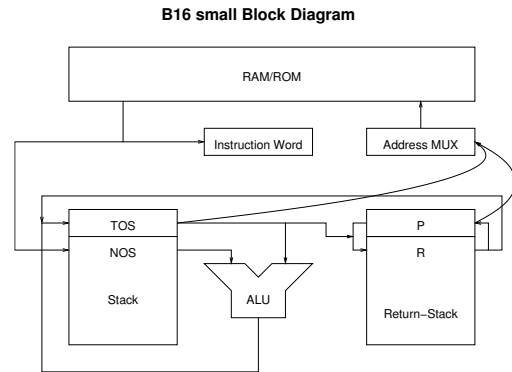 B16 small Block Diagram
RAM/ROM
Instruction Word
Address MUX
TOS
P
NOS
R
Stack
ALU
Return-Stack